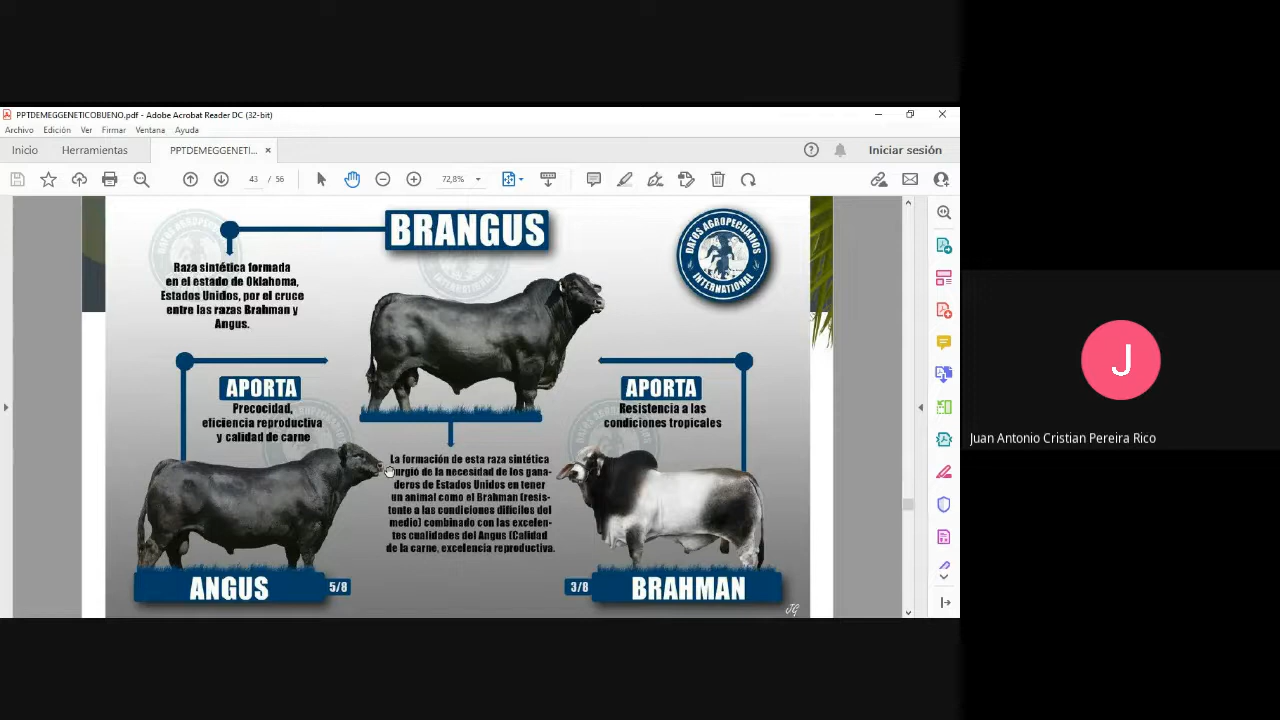 PPTDEMEGGENETICOBUENO.pdf - Adobe Acrobat Reader DC (32-bit)
Archivo Edición Ver Firmar Ventana Ayuda
Inicio Herramientas PPTDEMEGGENETI... × Iniciar sesión
43 / 56 72,8%
BRANGUS
DATOS AGROPECUARIOS
INTERNATIONAL
Raza sintética formada
en el estado de Oklahoma,
Estados Unidos, por el cruce
entre las razas Brahman y
Angus.
APORTA
Precocidad,
eficiencia reproductiva
y calidad de carne
APORTA
Resistencia a las
condiciones tropicales
La formación de esta raza sintética
urgió de la necesidad de los gana-
deros de Estados Unidos en tener
un animal como el Brahman (resis-
tente a las condiciones difíciles del
medio) combinado con las excelen-
tes cualidades del Angus (Calidad
de la carne, excelencia reproductiva.
ANGUS 5/8
3/8 BRAHMAN
JG
J
Juan Antonio Cristian Pereira Rico